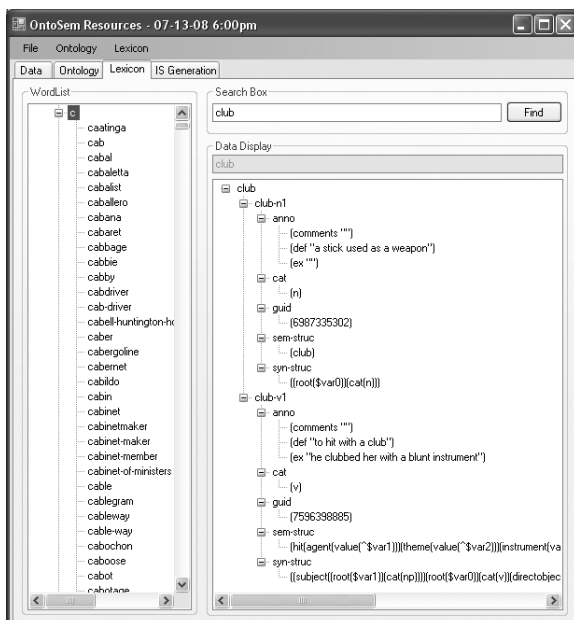 OntoSem Resources - 07-13-08 6:00pm
File Ontology Lexicon
Data Ontology Lexicon IS Generation
WordList
c
caatinga
cab
cabal
cabaletta
cabalist
caballero
cabana
cabaret
cabbage
cabbie
cabby
cabdriver
cab-driver
cabell-huntington-ho
caber
cabergoline
cabernet
cabildo
cabin
cabinet
cabinetmaker
cabinet-maker
cabinet-member
cabinet-of-ministers
cable
cablegram
cableway
cable-way
cabochon
caboose
cabot
cabotage
Search Box
club
Find
Data Display
club
club
club-n1
anno
(comments "")
(def "a stick used as a weapon")
(ex "")
cat
(n)
guid
(6987335302)
sem-struc
(club)
syn-struc
((root($var0))(cat(n)))
club-v1
anno
(comments "")
(def "to hit with a club")
(ex "he clubbed her with a blunt instrument")
cat
(v)
guid
(7596398885)
sem-struc
(hit(agent(value(^$var1)))(theme(value(^$var2)))(instrument(va
syn-struc
((subject((root($var1))(cat(np))))(root($var0))(cat(v))(directobjec